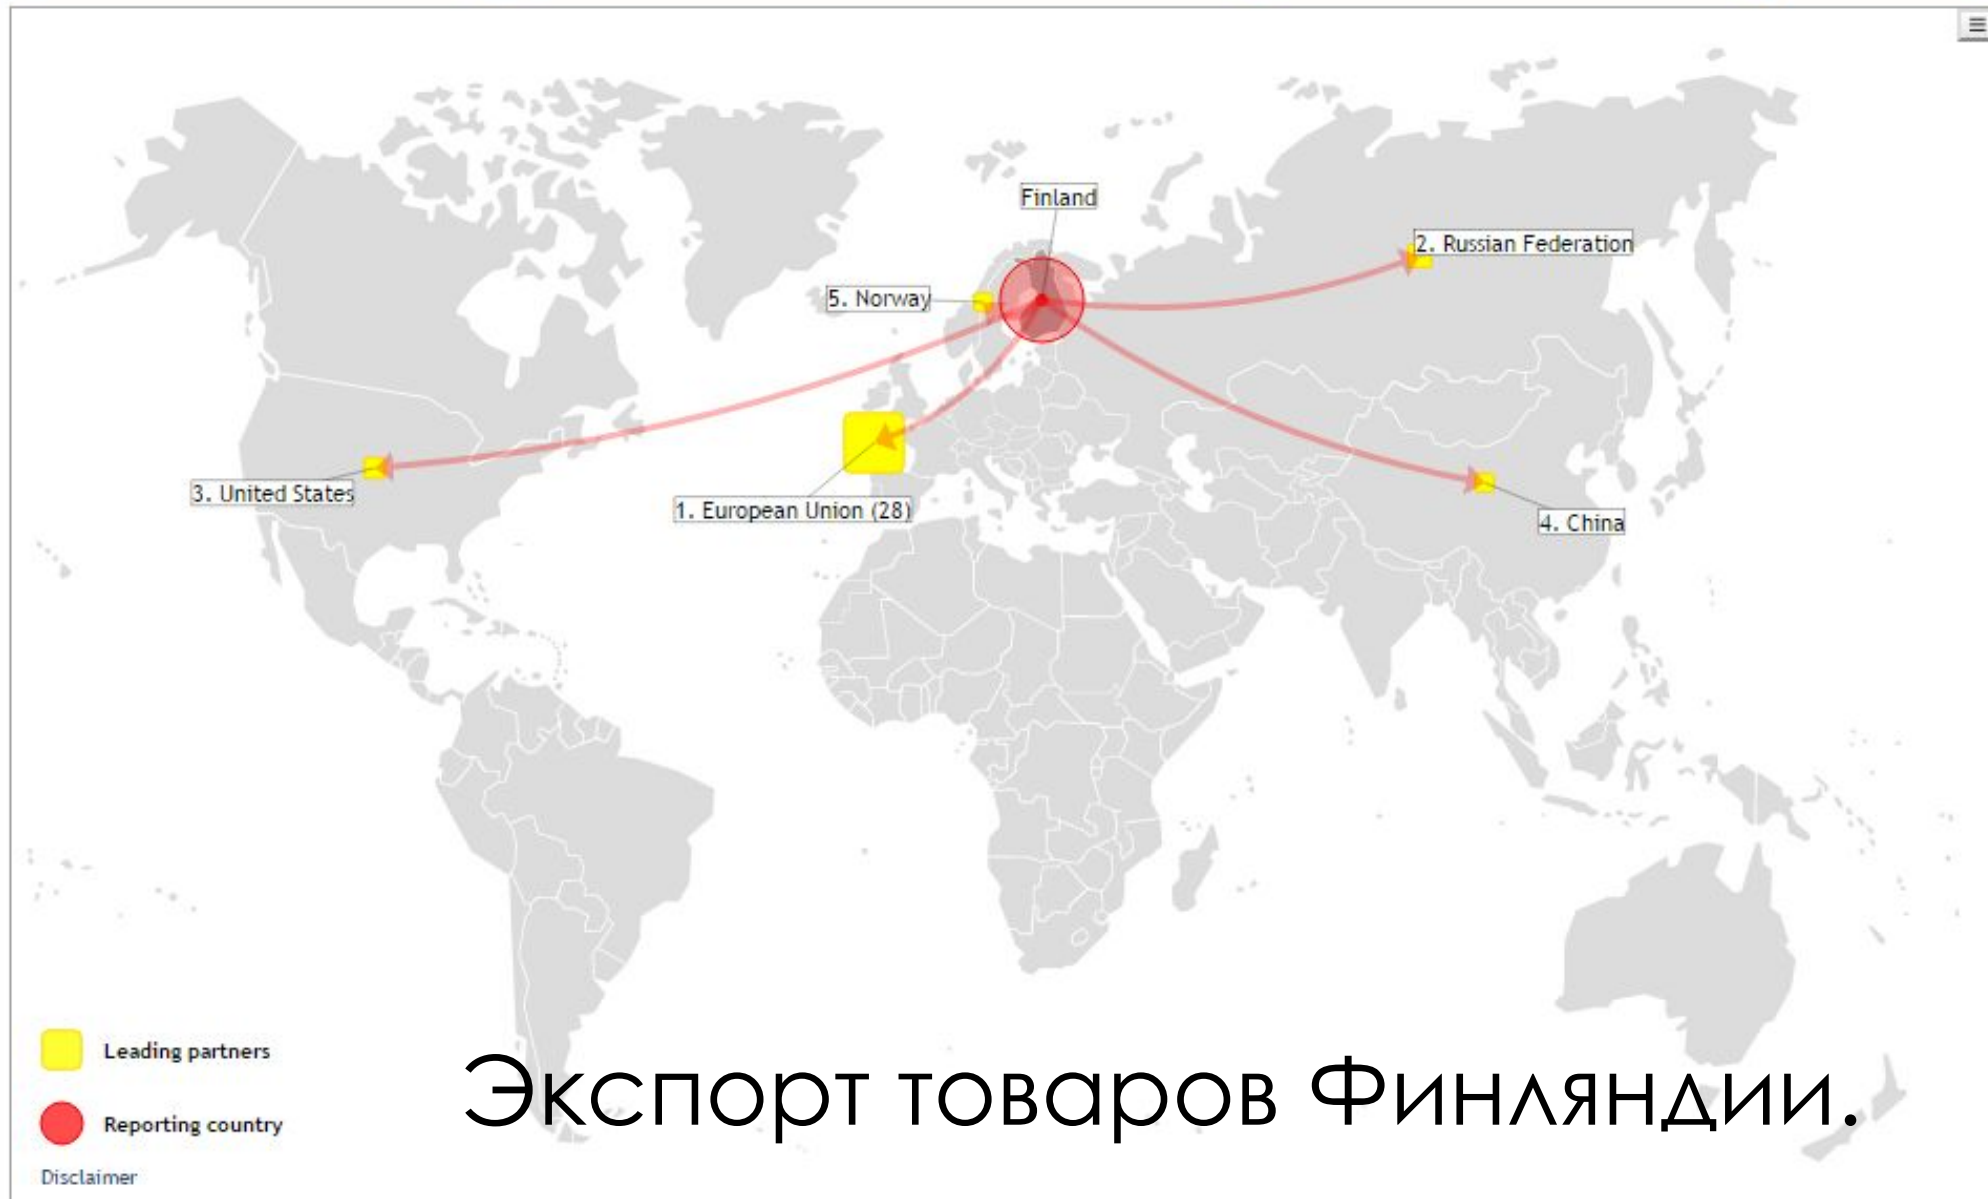 Finland
2. Russian Federation
5. Norway
3. United States
1. European Union (28)
4. China
Leading partners
Reporting country
Disclaimer
Экспорт товаров Финляндии.